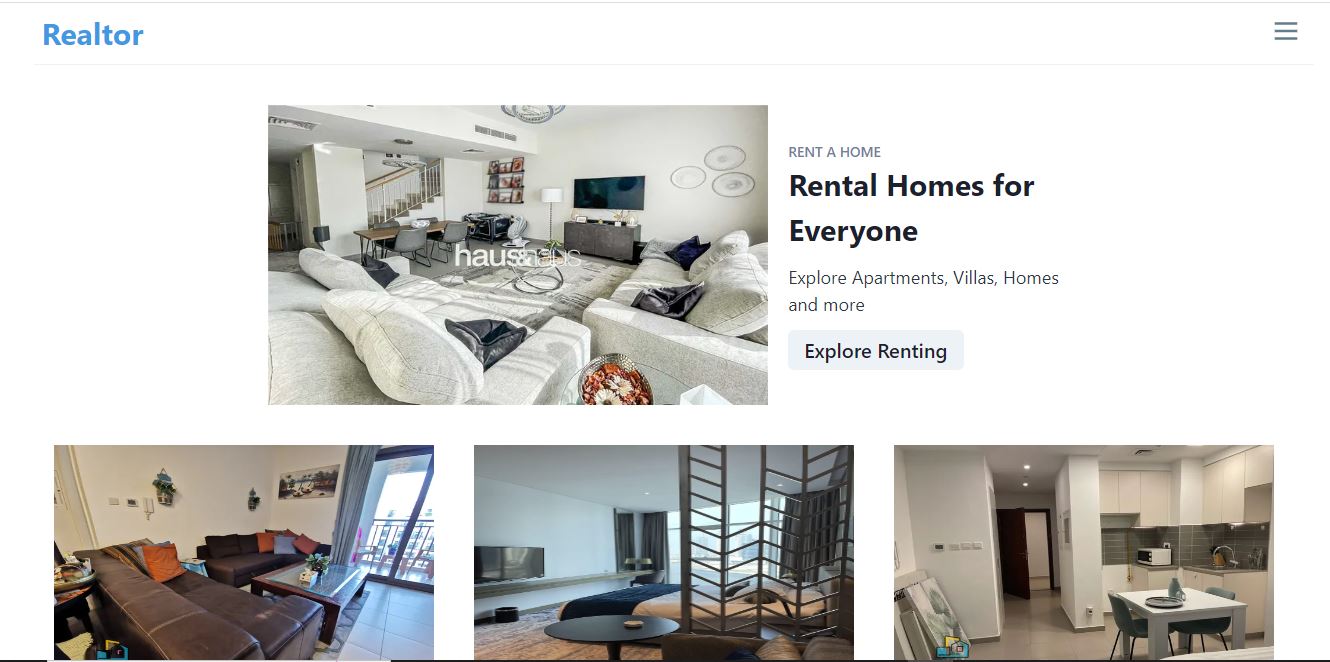 Realtor
RENT A HOME
Rental Homes for
Everyone
Explore Apartments, Villas, Homes
and more
Explore Renting
haus&haus